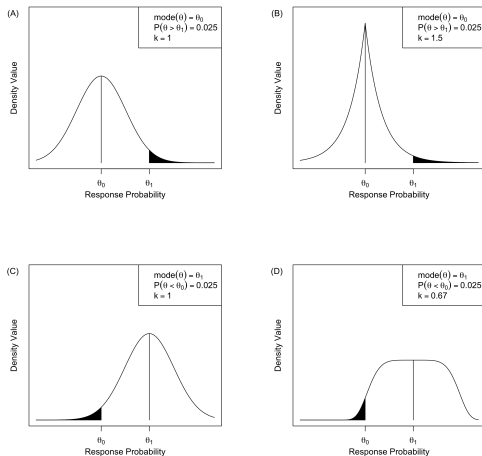 (A)
mode(θ) = θ₀
P(θ > θ₁) = 0.025
k = 1
Density Value
θ₀ θ₁
Response Probability
(B)
mode(θ) = θ₀
P(θ > θ₁) = 0.025
k = 1.5
Density Value
θ₀ θ₁
Response Probability
(C)
mode(θ) = θ₁
P(θ < θ₀) = 0.025
k = 1
Density Value
θ₀ θ₁
Response Probability
(D)
mode(θ) = θ₁
P(θ < θ₀) = 0.025
k = 0.67
Density Value
θ₀ θ₁
Response Probability